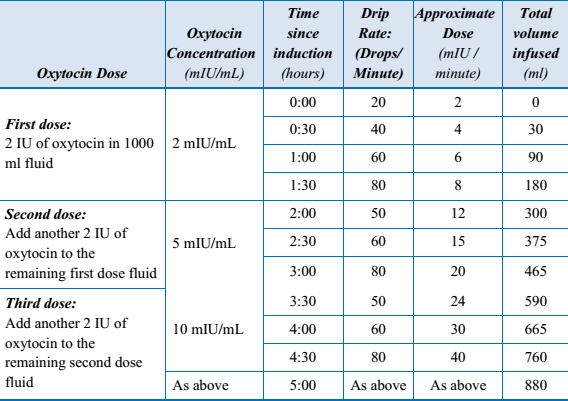 Oxytocin Dose | Oxytocin Concentration (mIU/mL) | Time since induction (hours) | Drip Rate: (Drops/ Minute) | Approximate Dose (mIU / minute) | Total volume infused (ml)
First dose:
2 IU of oxytocin in 1000
ml fluid
2 mIU/mL
0:00 20 2 0
0:30 40 4 30
1:00 60 6 90
1:30 80 8 180
Second dose:
Add another 2 IU of
oxytocin to the
remaining first dose fluid
5 mIU/mL
2:00 50 12 300
2:30 60 15 375
3:00 80 20 465
Third dose:
Add another 2 IU of
oxytocin to the
remaining second dose
fluid
10 mIU/mL
3:30 50 24 590
4:00 60 30 665
4:30 80 40 760
As above 5:00 As above As above 880